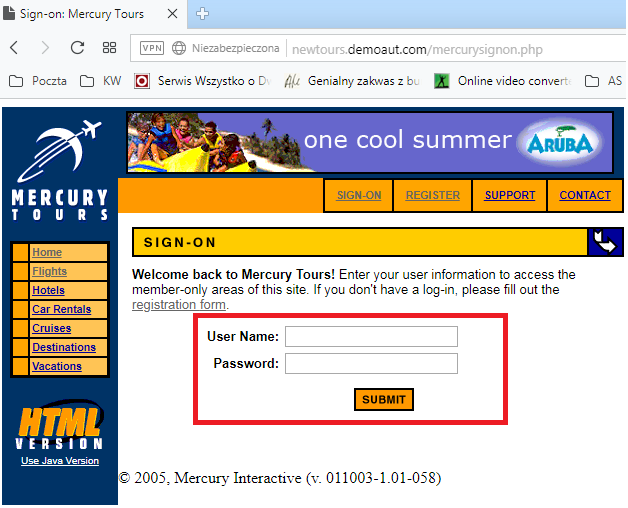 Sign-on: Mercury Tours
VPN Niezabezpieczona newtours.demoaut.com/mercurysignon.php
Poczta KW Serwis Wszystko o Dw Genialny zakwas z bu Online video converte AS
one cool summer ARUBA
MERCURY
TOURS
SIGN-ON REGISTER SUPPORT CONTACT
SIGN-ON
Home
Flights
Hotels
Car Rentals
Cruises
Destinations
Vacations
Welcome back to Mercury Tours! Enter your user information to access the
member-only areas of this site. If you don't have a log-in, please fill out the
registration form.
User Name:
Password:
SUBMIT
HTML
VERSION
Use Java Version
© 2005, Mercury Interactive (v. 011003-1.01-058)